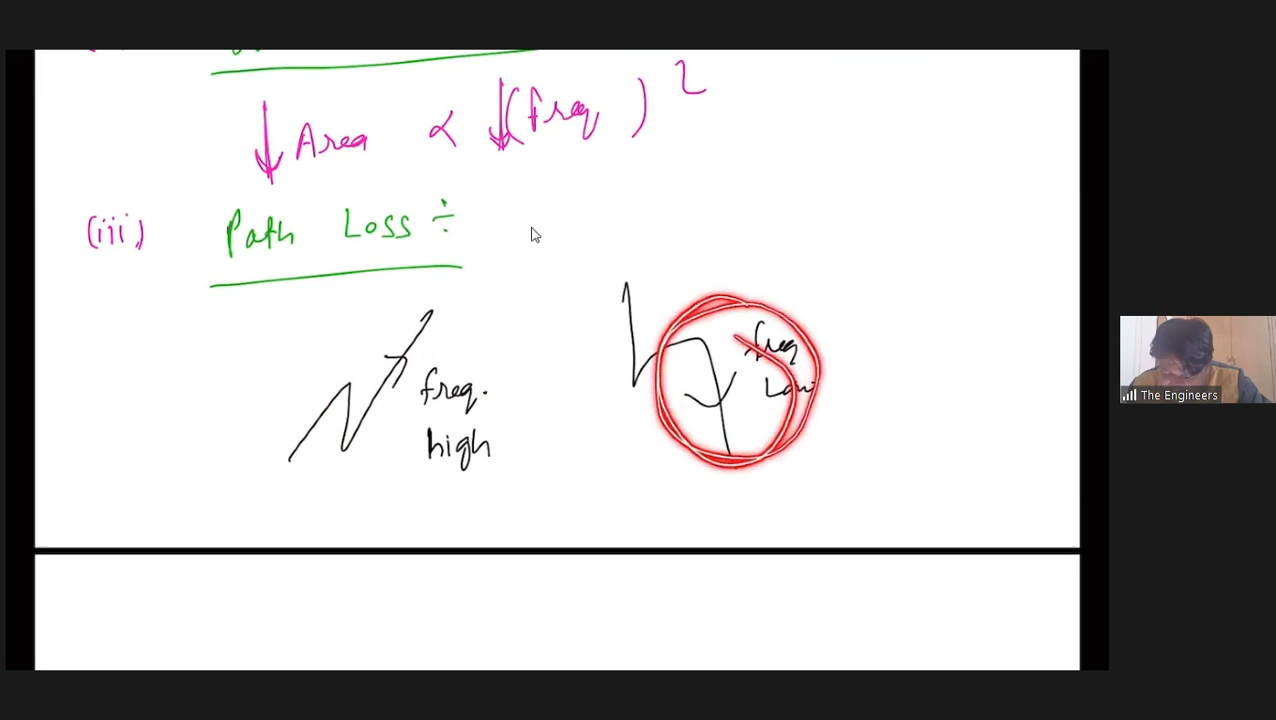 ↓ Area ∝ ↓(freq)²
(iii) Path Loss ÷
freq.
high
freq
Low
The Engineers